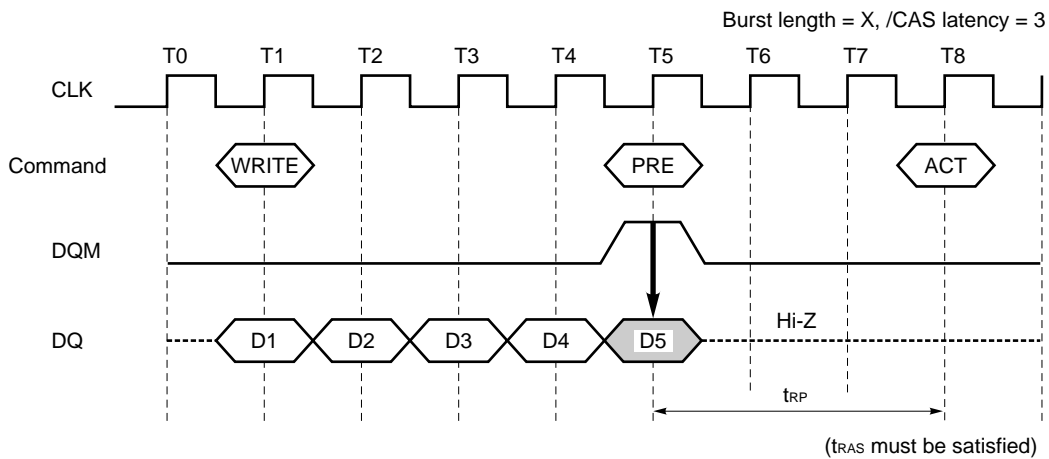 Burst length = X, /CAS latency = 3
T0 T1 T2 T3 T4 T5 T6 T7 T8
CLK
Command WRITE PRE ACT
DQM
DQ D1 D2 D3 D4 D5 Hi-Z
tRP
(tRAS must be satisfied)